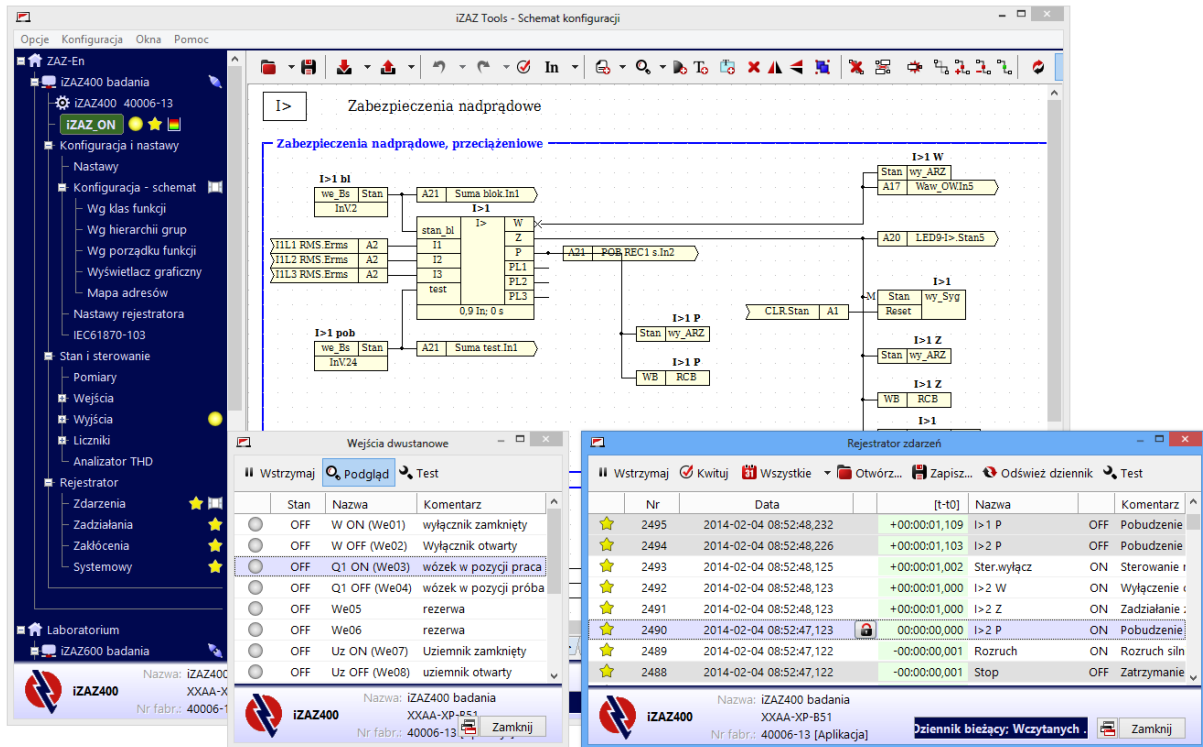 iZAZ Tools - Schemat konfiguracji
Opcje Konfiguracja Okna Pomoc
ZAZ-En
iZAZ400 badania
iZAZ400 40006-13
iZAZ_ON
Konfiguracja i nastawy
Nastawy
Konfiguracja - schemat
Wg klas funkcji
Wg hierarchii grup
Wg porządku funkcji
Wyświetlacz graficzny
Mapa adresów
Nastawy rejestratora
IEC61870-103
Stan i sterowanie
Pomiary
Wejścia
Wyjścia
Liczniki
Analizator THD
Rejestrator
Zdarzenia
Zadziałania
Zakłócenia
Systemowy
Laboratorium
iZAZ600 badania
iZAZ400
Nazwa: iZAZ400
XXAA-X
Nr fabr.: 40006-1
In
I> Zabezpieczenia nadprądowe
Zabezpieczenia nadprądowe, przeciążeniowe
I>1 bl
we_Bs Stan
InV.2
A21 Suma blok.In1
I>1
I>
stan_bl
I1
I2
I3
test
W
Z
P
PL1
PL2
PL3
0,9 In; 0 s
I1L1 RMS.Erms A2
I1L2 RMS.Erms A2
I1L3 RMS.Erms A2
I>1 pob
we_Bs Stan
InV.24
A21 Suma test.In1
A21 POB REC1 s.In2
I>1 P
Stan wy_ARZ
I>1 P
WB RCB
I>1 W
Stan wy_ARZ
A17 Waw_OW.In5
A20 LED9-I>.Stan5
I>1
M Stan wy_Syg
Reset
CLR.Stan A1
I>1 Z
Stan wy_ARZ
I>1 Z
WB RCB
I>1
Wejścia dwustanowe
Wstrzymaj Podgląd Test
Stan Nazwa Komentarz
OFF W ON (We01) wyłącznik zamknięty
OFF W OFF (We02) Wyłącznik otwarty
OFF Q1 ON (We03) wózek w pozycji praca
OFF Q1 OFF (We04) wózek w pozycji próba
OFF We05 rezerwa
OFF We06 rezerwa
OFF Uz ON (We07) Uziemnik zamknięty
OFF Uz OFF (We08) uziemnik otwarty
iZAZ400
Nazwa: iZAZ400 badania
XXAA-XP-B51
Nr fabr.: 40006-13
Zamknij
Rejestrator zdarzeń
Wstrzymaj Kwituj Wszystkie Otwórz... Zapisz... Odśwież dziennik Test
Nr Data [t-t0] Nazwa Komentarz
2495 2014-02-04 08:52:48,232 +00:00:01,109 I>1 P OFF Pobudzenie
2494 2014-02-04 08:52:48,226 +00:00:01,103 I>2 P OFF Pobudzenie
2493 2014-02-04 08:52:48,125 +00:00:01,002 Ster.wyłącz ON Sterowanie
2492 2014-02-04 08:52:48,123 +00:00:01,000 I>2 W ON Wyłączenie
2491 2014-02-04 08:52:48,123 +00:00:01,000 I>2 Z ON Zadziałanie
2490 2014-02-04 08:52:47,123 00:00:00,000 I>2 P ON Pobudzenie
2489 2014-02-04 08:52:47,122 -00:00:00,001 Rozruch ON Rozruch siln
2488 2014-02-04 08:52:47,122 -00:00:00,001 Stop OFF Zatrzymanie
iZAZ400
Nazwa: iZAZ400 badania
XXAA-XP-B51
Nr fabr.: 40006-13 [Aplikacja]
Dziennik bieżący; Wczytanych .
Zamknij